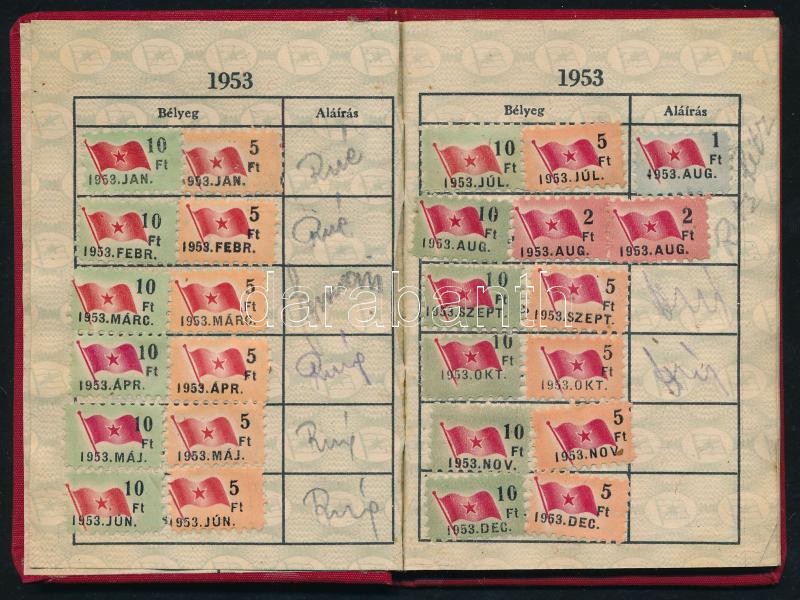 1953
Bélyeg Aláírás
10 Ft 1953.JAN. 5 Ft 1953.JAN.
10 Ft 1953.FEBR. 5 Ft 1953.FEBR.
10 Ft 1953.MÁRC. 5 Ft 1953.MÁRC.
10 Ft 1953.ÁPR. 5 Ft 1953.ÁPR.
10 Ft 1953.MÁJ. 5 Ft 1953.MÁJ.
10 Ft 1953.JÚN. 5 Ft 1953.JÚN.
1953
Bélyeg Aláírás
10 Ft 1953.JÚL. 5 Ft 1953.JÚL. 1 Ft 1953.AUG.
10 Ft 1953.AUG. 2 Ft 1953.AUG. 2 Ft 1953.AUG.
10 Ft 1953.SZEPT. 5 Ft 1953.SZEPT.
10 Ft 1953.OKT. 5 Ft 1953.OKT.
10 Ft 1953.NOV. 5 Ft 1953.NOV
10 Ft 1953.DEC. 5 Ft 1953.DEC.
darabanth